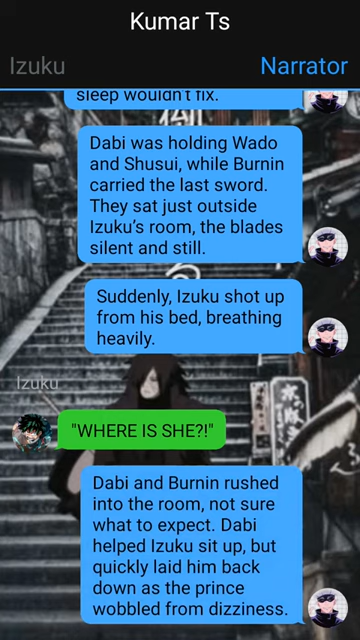 Kumar Ts
Izuku
Narrator
sleep wouldn't fix.
Dabi was holding Wado
and Shusui, while Burnin
carried the last sword.
They sat just outside
Izuku's room, the blades
silent and still.
Suddenly, Izuku shot up
from his bed, breathing
heavily.
Izuku
"WHERE IS SHE?!"
Dabi and Burnin rushed
into the room, not sure
what to expect. Dabi
helped Izuku sit up, but
quickly laid him back
down as the prince
wobbled from dizziness.